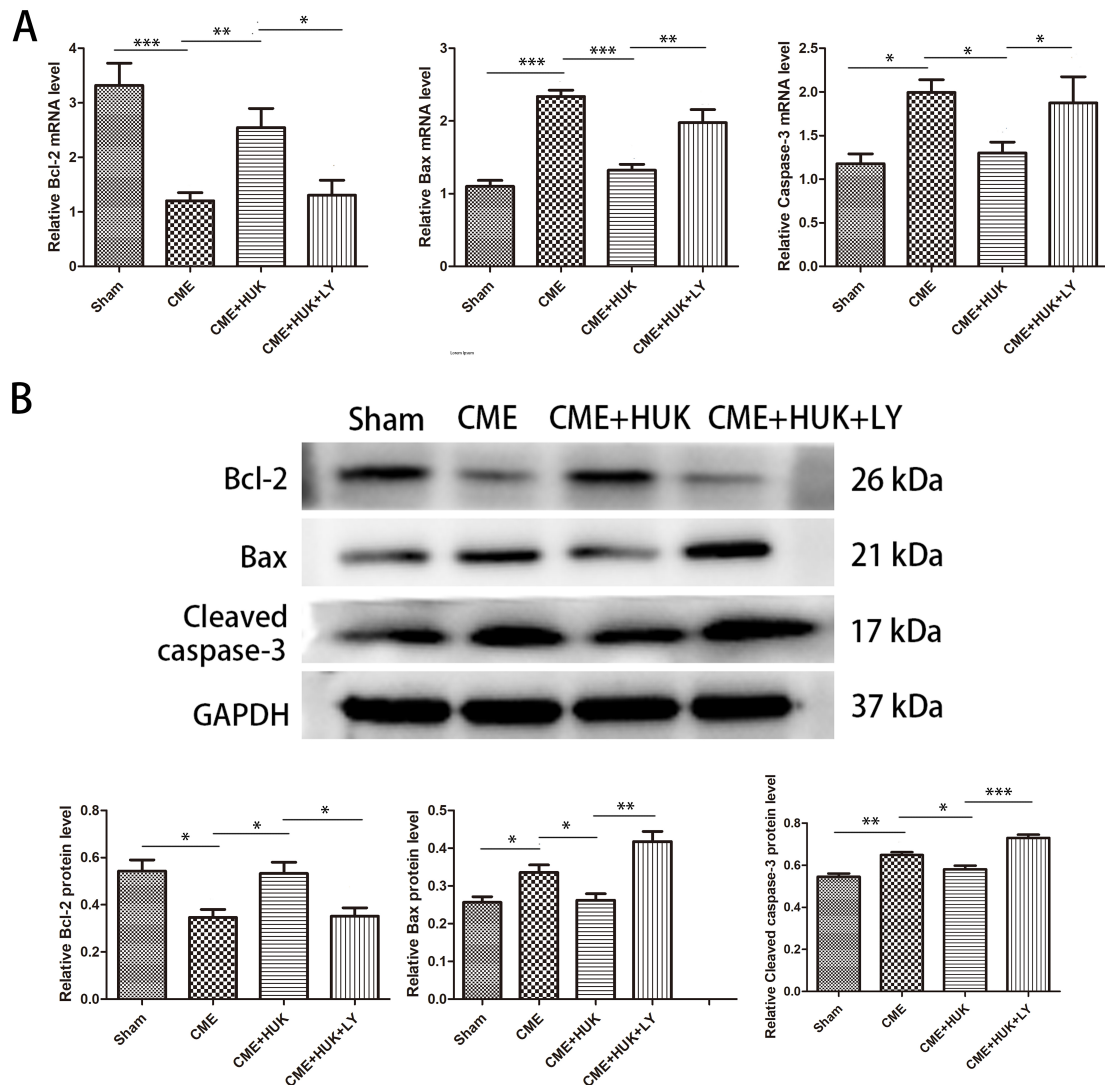 A
Relative Bcl-2 mRNA level
4
3
2
1
0
***
**
*
Sham
CME
CME+HUK
CME+HUK+LY
Relative Bax mRNA level
3
2
1
0
***
***
**
Sham
CME
CME+HUK
CME+HUK+LY
Relative Caspase-3 mRNA level
2.5
2.0
1.5
1.0
0.5
0.0
*
*
*
Sham
CME
CME+HUK
CME+HUK+LY
Lorem Ipsum
B
Sham CME CME+HUK CME+HUK+LY
Bcl-2 26 kDa
Bax 21 kDa
Cleaved
caspase-3 17 kDa
GAPDH 37 kDa
Relative Bcl-2 protein level
0.8
0.6
0.4
0.2
0.0
*
*
*
Sham
CME
CME+HUK
CME+HUK+LY
Relative Bax protein level
0.5
0.4
0.3
0.2
0.1
0.0
*
*
**
Sham
CME
CME+HUK
CME+HUK+LY
Relative Cleaved caspase-3 protein level
0.8
0.6
0.4
0.2
0.0
**
*
***
Sham
CME
CME+HUK
CME+HUK+LY